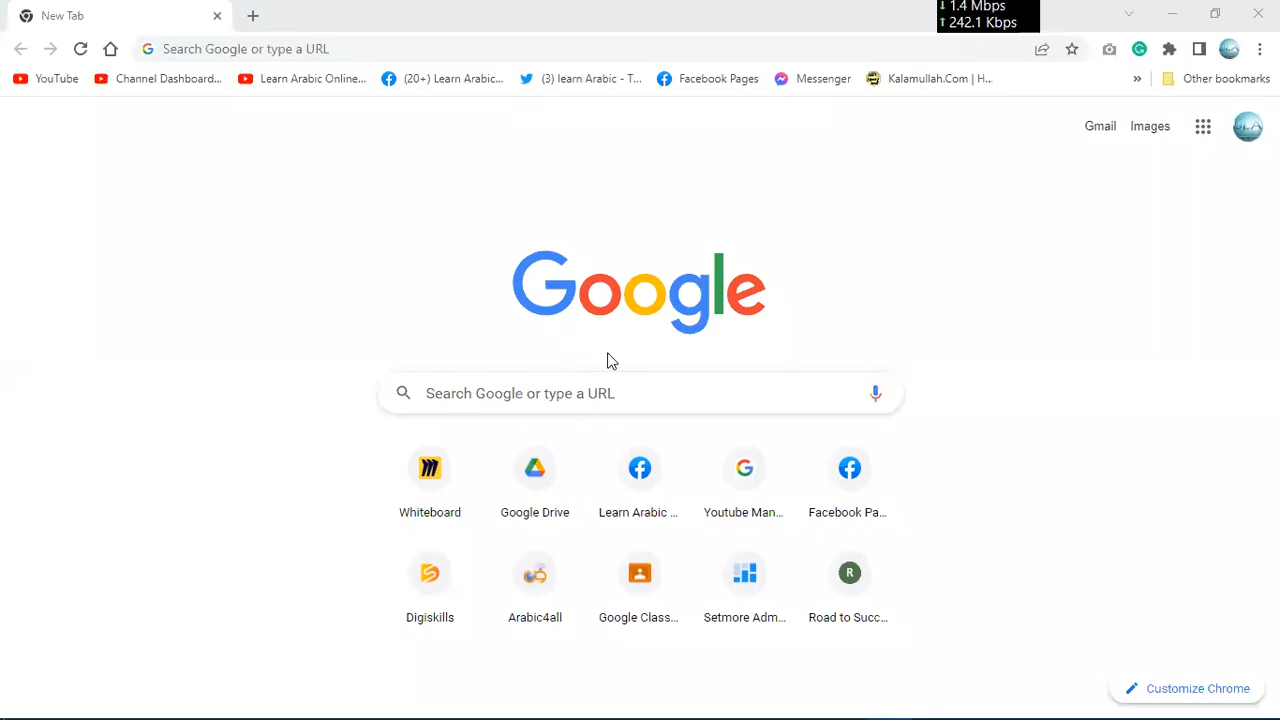 New Tab
↓ 1.4 Mbps
↑ 242.1 Kbps
Search Google or type a URL
YouTube
Channel Dashboard...
Learn Arabic Online...
(20+) Learn Arabic...
(3) learn Arabic - T...
Facebook Pages
Messenger
Kalamullah.Com | H...
»
Other bookmarks
Gmail
Images
Google
Search Google or type a URL
Whiteboard
Google Drive
Learn Arabic ...
Youtube Man...
Facebook Pa...
Digiskills
Arabic4all
Google Class...
Setmore Adm...
R
Road to Succ...
Customize Chrome